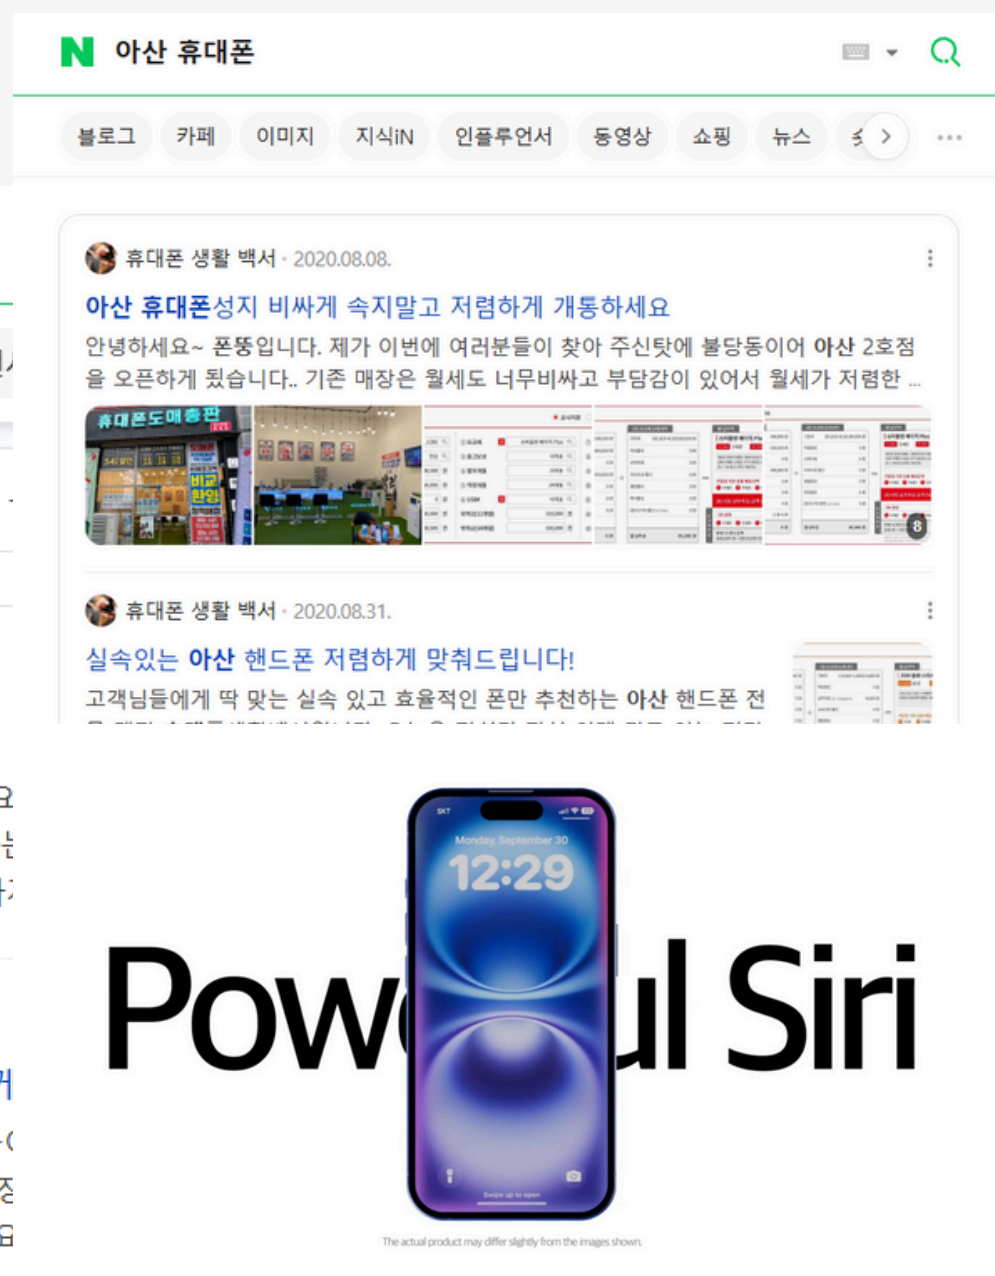 N 아산 휴대폰
블로그 카페 이미지 지식iN 인플루언서 동영상 쇼핑 뉴스
휴대폰 생활 백서 · 2020.08.08.
아산 휴대폰성지 비싸게 속지말고 저렴하게 개통하세요
안녕하세요~ 폰뚱입니다. 제가 이번에 여러분들이 찾아 주신탓에 불당동이어 아산 2호점
을 오픈하게 됬습니다.. 기존 매장은 월세도 너무비싸고 부담감이 있어서 월세가 저렴한 ...
휴대폰도매총판
비교
환영
8
휴대폰 생활 백서 · 2020.08.31.
실속있는 아산 핸드폰 저렴하게 맞춰드립니다!
고객님들에게 딱 맞는 실속 있고 효율적인 폰만 추천하는 아산 핸드폰 전
SKT
Monday, September 30
12:29
Pow ul Siri
Swipe up to open
The actual product may differ slightly from the images shown.